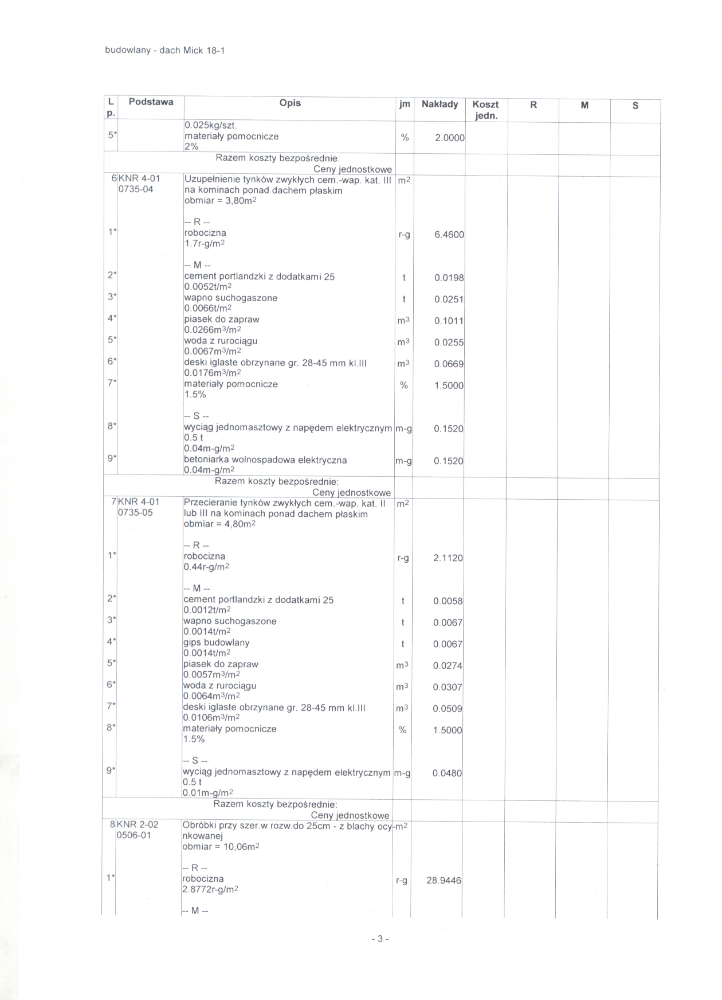 budowlany - dach Mick 18-1
L p. Podstawa Opis jm Nakłady Koszt jedn. R M S
0.025kg/szt.
5* materiały pomocnicze % 2.0000
2%
Razem koszty bezpośrednie:
Ceny jednostkowe
6 KNR 4-01 Uzupełnienie tynków zwykłych cem.-wap. kat. III m2
0735-04 na kominach ponad dachem płaskim
obmiar = 3,80m2
-- R --
1* robocizna r-g 6.4600
1.7r-g/m2
-- M --
2* cement portlandzki z dodatkami 25 t 0.0198
0.0052t/m2
3* wapno suchogaszone t 0.0251
0.0066t/m2
4* piasek do zapraw m3 0.1011
0.0266m3/m2
5* woda z rurociągu m3 0.0255
0.0067m3/m2
6* deski iglaste obrzynane gr. 28-45 mm kl.III m3 0.0669
0.0176m3/m2
7* materiały pomocnicze % 1.5000
1.5%
-- S --
8* wyciąg jednomasztowy z napędem elektrycznym m-g 0.1520
0.5 t
0.04m-g/m2
9* betoniarka wolnospadowa elektryczna m-g 0.1520
0.04m-g/m2
Razem koszty bezpośrednie:
Ceny jednostkowe
7 KNR 4-01 Przecieranie tynków zwykłych cem.-wap. kat. II m2
0735-05 lub III na kominach ponad dachem płaskim
obmiar = 4,80m2
-- R --
1* robocizna r-g 2.1120
0.44r-g/m2
-- M --
2* cement portlandzki z dodatkami 25 t 0.0058
0.0012t/m2
3* wapno suchogaszone t 0.0067
0.0014t/m2
4* gips budowlany t 0.0067
0.0014t/m2
5* piasek do zapraw m3 0.0274
0.0057m3/m2
6* woda z rurociągu m3 0.0307
0.0064m3/m2
7* deski iglaste obrzynane gr. 28-45 mm kl.III m3 0.0509
0.0106m3/m2
8* materiały pomocnicze % 1.5000
1.5%
-- S --
9* wyciąg jednomasztowy z napędem elektrycznym m-g 0.0480
0.5 t
0.01m-g/m2
Razem koszty bezpośrednie:
Ceny jednostkowe
8 KNR 2-02 Obróbki przy szer.w rozw.do 25cm - z blachy ocy- m2
0506-01 nkowanej
obmiar = 10,06m2
-- R --
1* robocizna r-g 28.9446
2.8772r-g/m2
-- M --
- 3 -